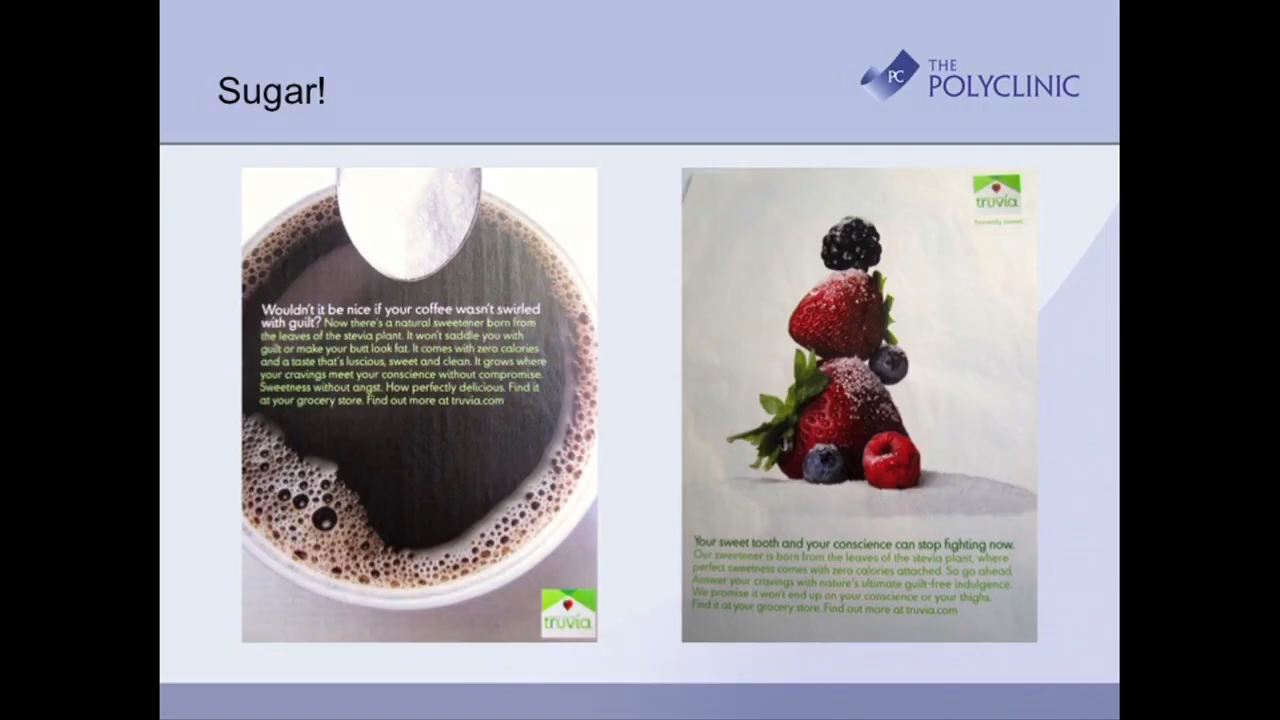 Sugar!
PC
THE
POLYCLINIC
Wouldn't it be nice if your coffee wasn't swirled
with guilt? Now there's a natural sweetener born from
the leaves of the stevia plant. It won't saddle you with
guilt or make your butt look fat. It comes with zero calories
and a taste that's luscious, sweet and clean. It grows where
your cravings meet your conscience without compromise.
Sweetness without angst. How perfectly delicious. Find it
at your grocery store. Find out more at truvia.com
truvía
truvía
honestly sweet
Your sweet tooth and your conscience can stop fighting now.
Our sweetener is born from the leaves of the stevia plant, where
perfect sweetness comes with zero calories attached. So go ahead.
Answer your cravings with nature's ultimate guilt-free indulgence.
We promise it won't end up on your conscience or your thighs.
Find it at your grocery store. Find out more at truvia.com